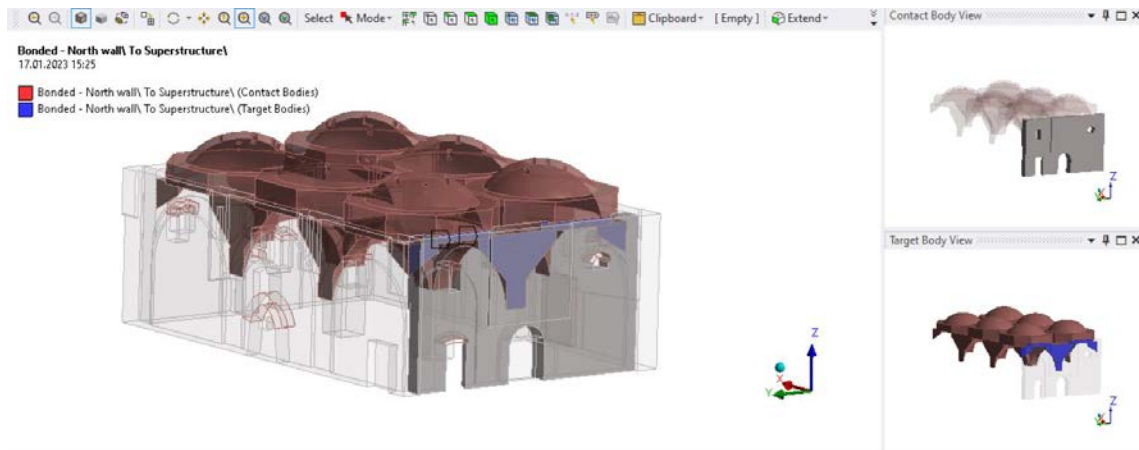 Select Mode Clipboard [ Empty ] Extend
Bonded - North wall\ To Superstructure\
17.01.2023 15:25
Bonded - North wall\ To Superstructure\ (Contact Bodies)
Bonded - North wall\ To Superstructure\ (Target Bodies)
Z
X
Y
Contact Body View
Z
Target Body View
Z